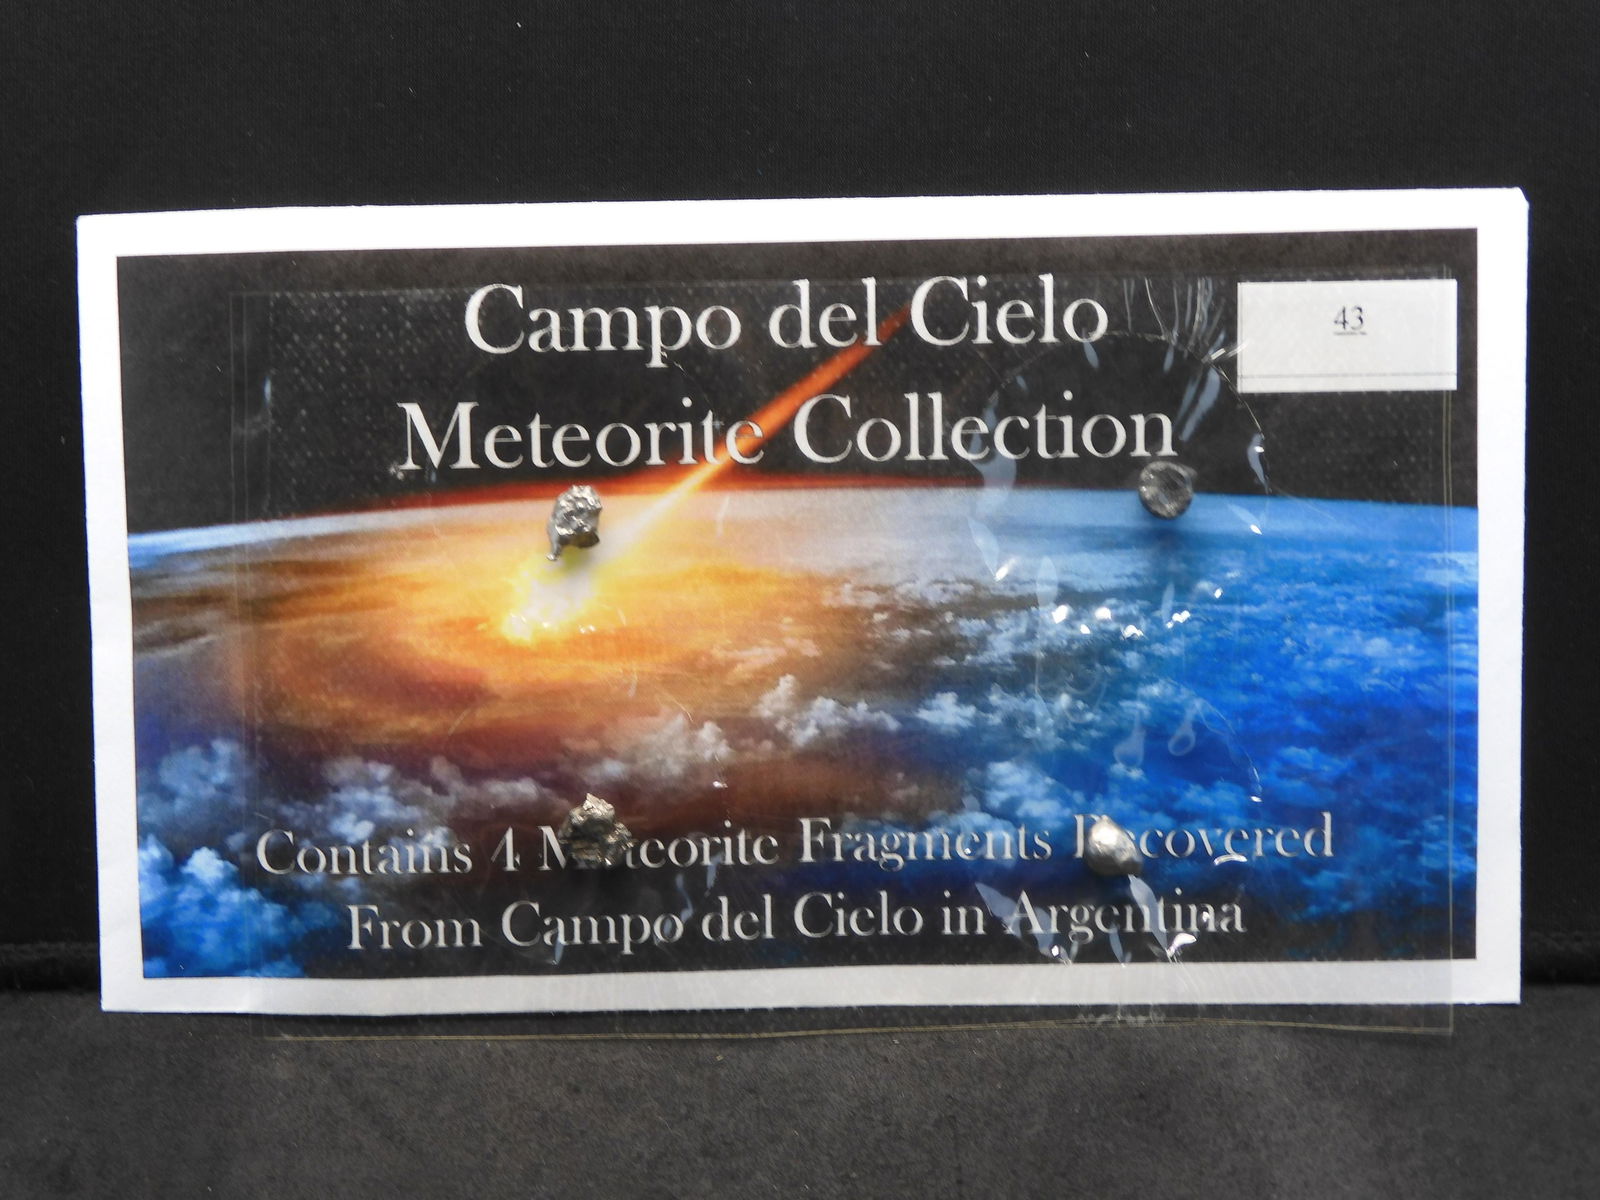 Campo del Cielo
43
Meteorite Collection
Contains 4 Meteorite Fragments Recovered
From Campo del Cielo in Argentina